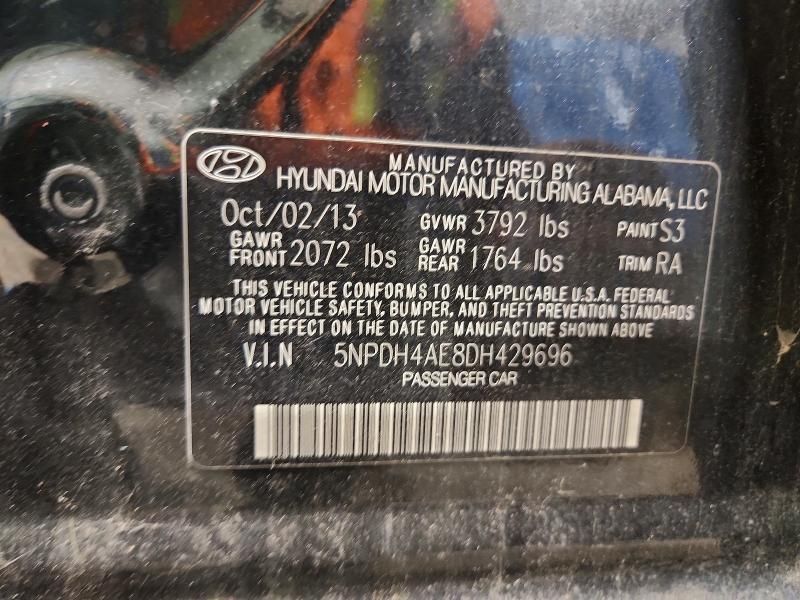 MANUFACTURED BY
HYUNDAI MOTOR MANUFACTURING ALABAMA, LLC
Oct/02/13 GVWR 3792 lbs PAINT S3
GAWR FRONT 2072 lbs GAWR REAR 1764 lbs TRIM RA
THIS VEHICLE CONFORMS TO ALL APPLICABLE U.S.A. FEDERAL
MOTOR VEHICLE SAFETY, BUMPER, AND THEFT PREVENTION STANDARDS
IN EFFECT ON THE DATE OF MANUFACTURE SHOWN ABOVE
V.I.N 5NPDH4AE8DH429696
PASSENGER CAR